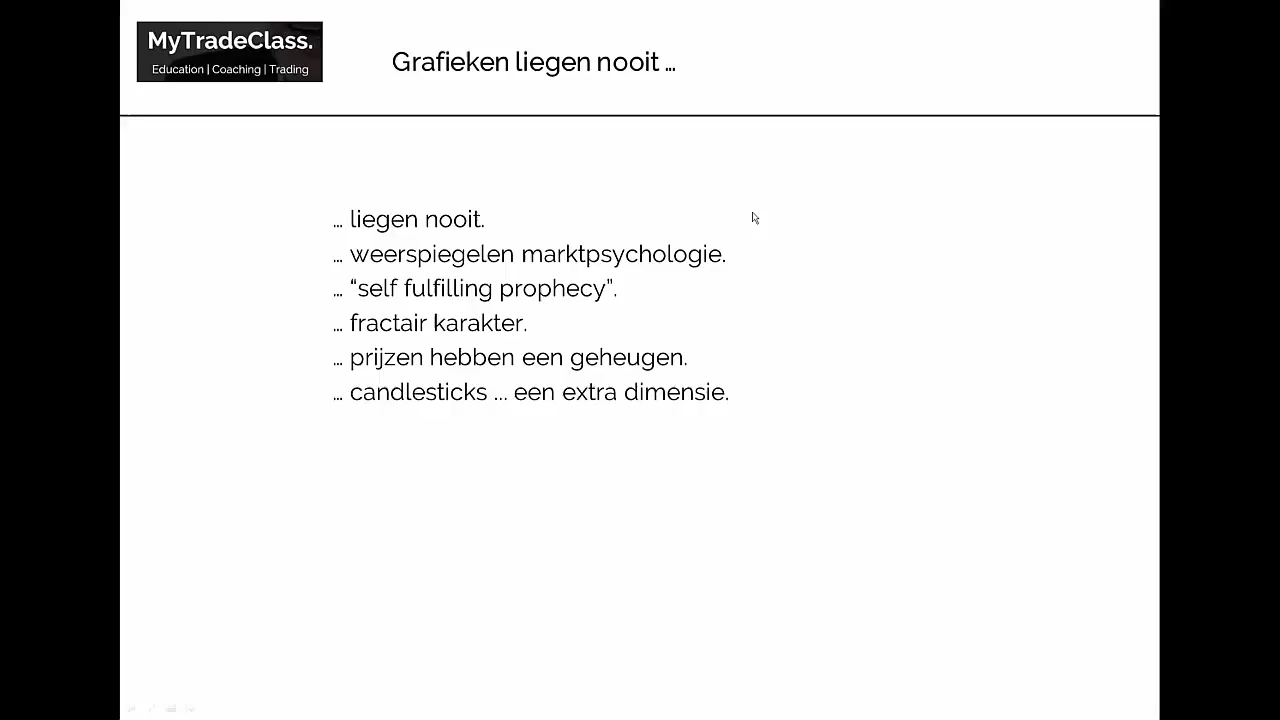 MyTradeClass.
Education | Coaching | Trading
Grafieken liegen nooit ...
... liegen nooit.
... weerspiegelen marktpsychologie.
... “self fulfilling prophecy”.
... fractair karakter.
... prijzen hebben een geheugen.
... candlesticks ... een extra dimensie.